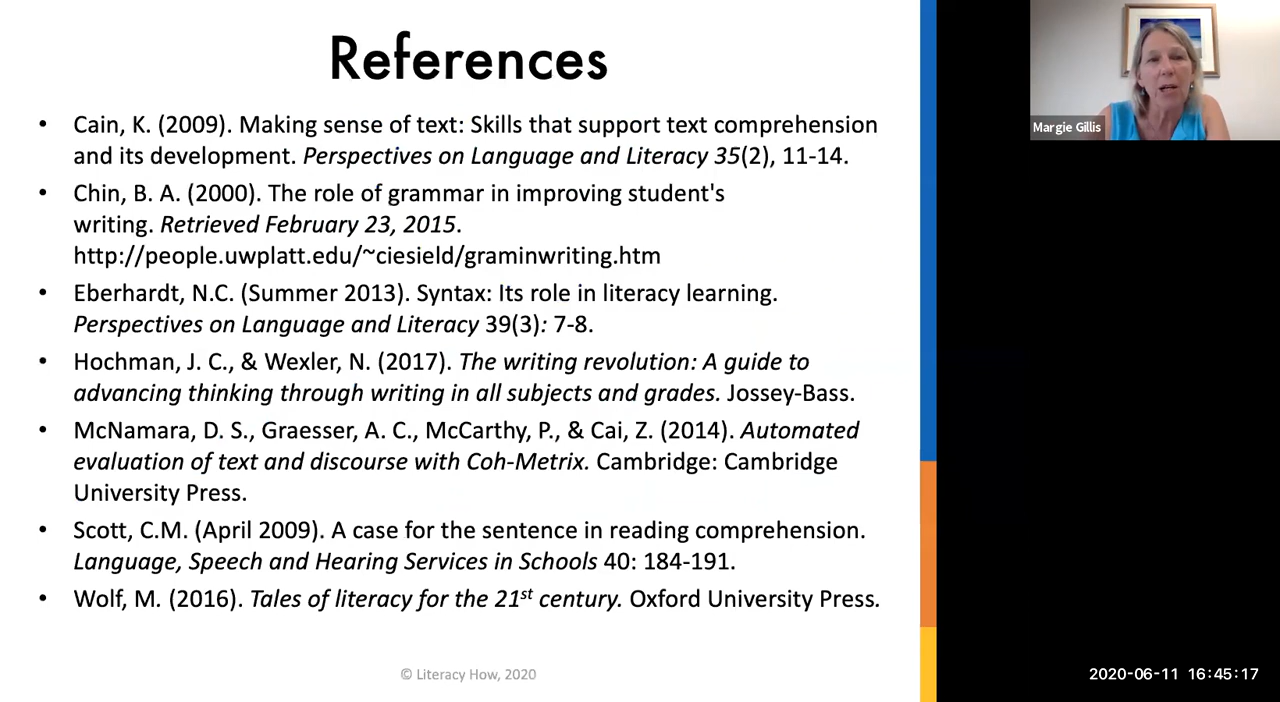 References
• Cain, K. (2009). Making sense of text: Skills that support text comprehension
and its development. Perspectives on Language and Literacy 35(2), 11-14.
• Chin, B. A. (2000). The role of grammar in improving student's
writing. Retrieved February 23, 2015.
http://people.uwplatt.edu/~ciesield/graminwriting.htm
• Eberhardt, N.C. (Summer 2013). Syntax: Its role in literacy learning.
Perspectives on Language and Literacy 39(3): 7-8.
• Hochman, J. C., & Wexler, N. (2017). The writing revolution: A guide to
advancing thinking through writing in all subjects and grades. Jossey-Bass.
• McNamara, D. S., Graesser, A. C., McCarthy, P., & Cai, Z. (2014). Automated
evaluation of text and discourse with Coh-Metrix. Cambridge: Cambridge
University Press.
• Scott, C.M. (April 2009). A case for the sentence in reading comprehension.
Language, Speech and Hearing Services in Schools 40: 184-191.
• Wolf, M. (2016). Tales of literacy for the 21st century. Oxford University Press.
© Literacy How, 2020
Margie Gillis
2020-06-11 16:45:17